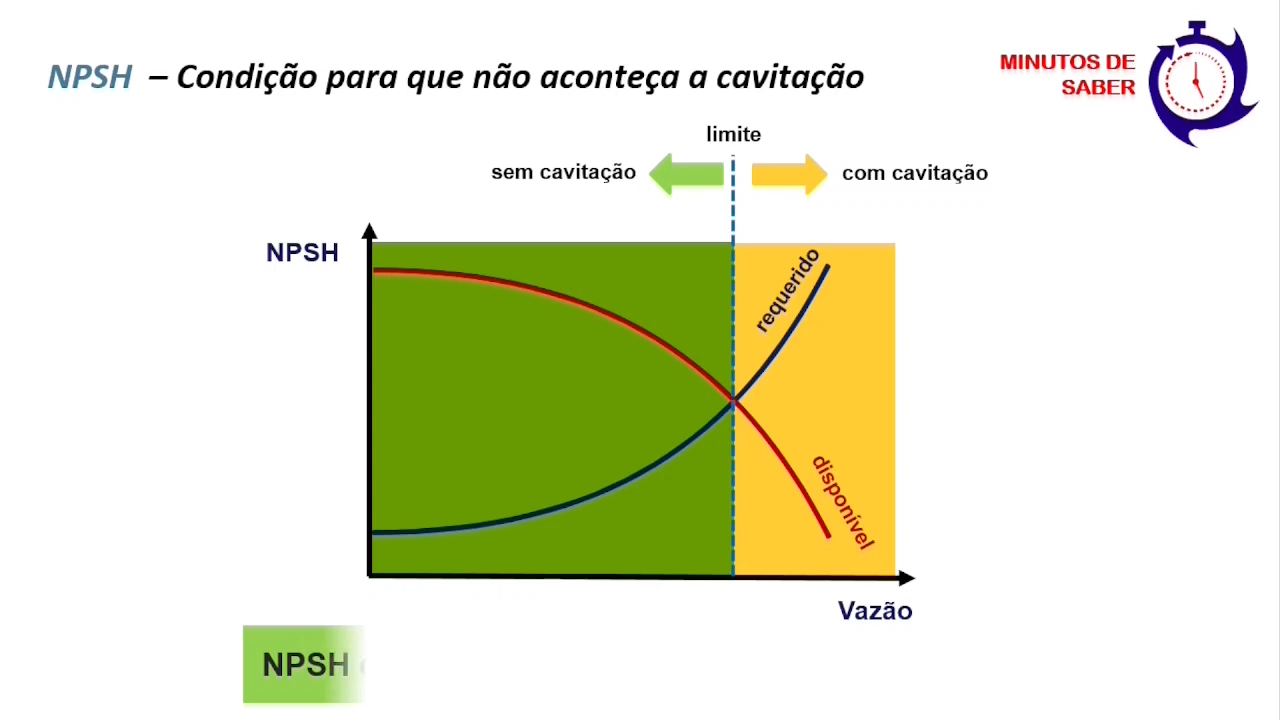 NPSH – Condição para que não aconteça a cavitação
MINUTOS DE
SABER
limite
sem cavitação
com cavitação
NPSH
requerido
disponível
Vazão
NPSH